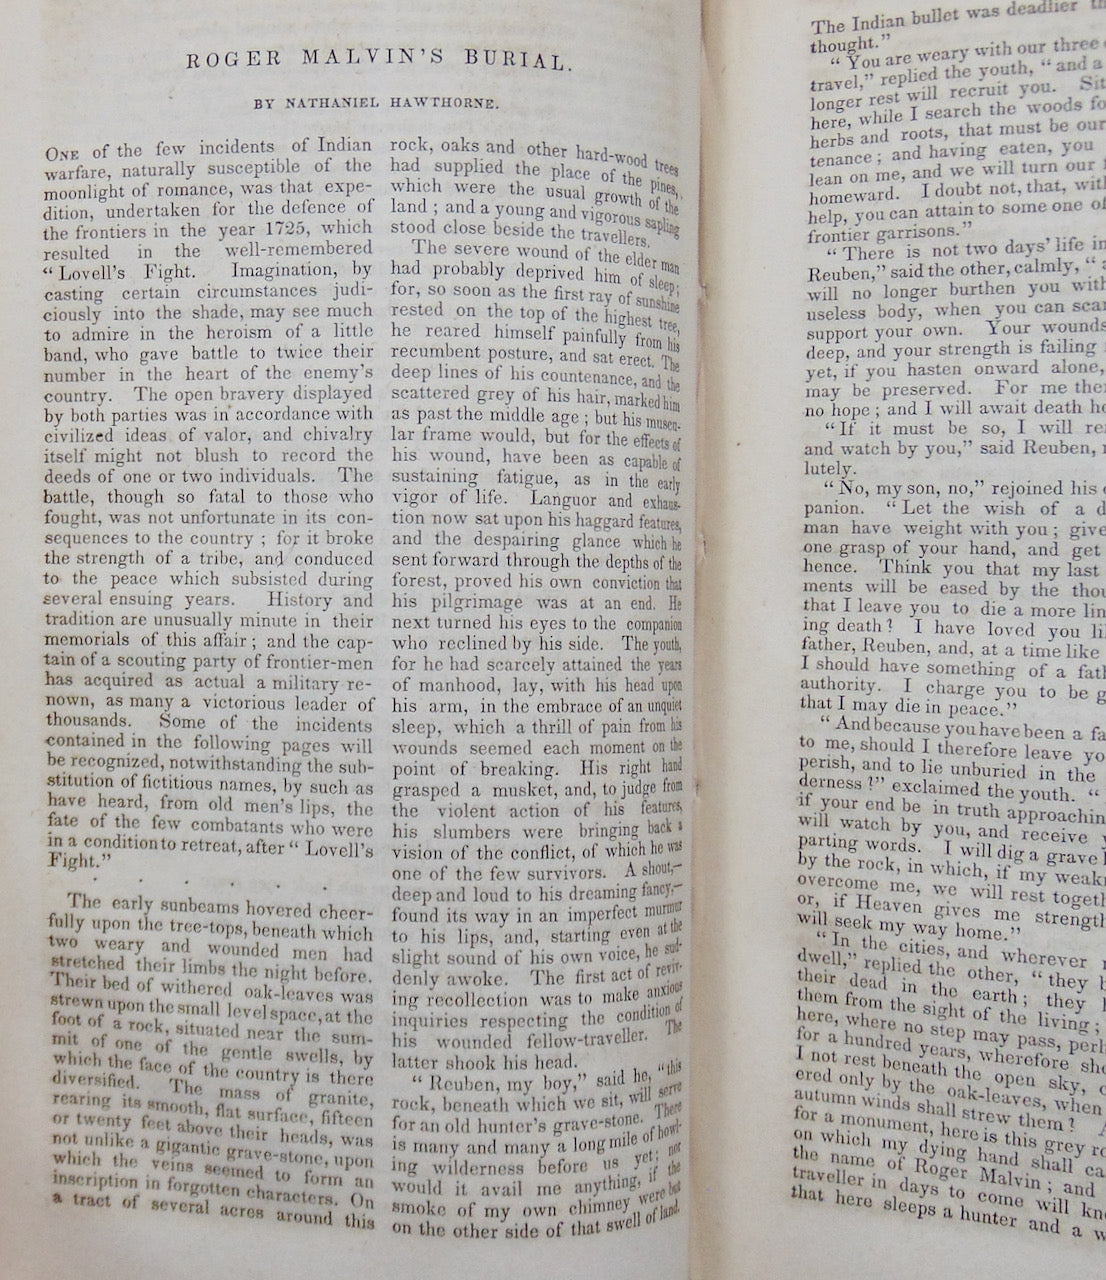 ROGER MALVIN'S BURIAL.
BY NATHANIEL HAWTHORNE.
ONE of the few incidents of Indian
warfare, naturally susceptible of the
moonlight of romance, was that expe-
dition, undertaken for the defence of
the frontiers in the year 1725, which
resulted in the well-remembered
“Lovell's Fight. Imagination, by
casting certain circumstances judi-
ciously into the shade, may see much
to admire in the heroism of a little
band, who gave battle to twice their
number in the heart of the enemy's
country. The open bravery displayed
by both parties was in accordance with
civilized ideas of valor, and chivalry
itself might not blush to record the
deeds of one or two individuals. The
battle, though so fatal to those who
fought, was not unfortunate in its con-
sequences to the country; for it broke
the strength of a tribe, and conduced
to the peace which subsisted during
several ensuing years. History and
tradition are unusually minute in their
memorials of this affair; and the cap-
tain of a scouting party of frontier-men
has acquired as actual a military re-
nown, as many a victorious leader of
thousands. Some of the incidents
contained in the following pages will
be recognized, notwithstanding the sub-
stitution of fictitious names, by such as
have heard, from old men's lips, the
fate of the few combatants who were
in a condition to retreat, after “Lovell's
Fight.”
. . . . . .
The early sunbeams hovered cheer-
fully upon the tree-tops, beneath which
two weary and wounded men had
stretched their limbs the night before.
Their bed of withered oak-leaves was
strewn upon the small level space, at the
foot of a rock, situated near the sum-
mit of one of the gentle swells, by
which the face of the country is there
diversified. The mass of granite,
rearing its smooth, flat surface, fifteen
or twenty feet above their heads, was
not unlike a gigantic grave-stone, upon
which the veins seemed to form an
inscription in forgotten characters. On
a tract of several acres around this
rock, oaks and other hard-wood trees
had supplied the place of the pines,
which were the usual growth of the
land; and a young and vigorous sapling
stood close beside the travellers.
The severe wound of the elder man
had probably deprived him of sleep;
for, so soon as the first ray of sunshine
rested on the top of the highest tree,
he reared himself painfully from his
recumbent posture, and sat erect. The
deep lines of his countenance, and the
scattered grey of his hair, marked him
as past the middle age; but his muscu-
lar frame would, but for the effects of
his wound, have been as capable of
sustaining fatigue, as in the early
vigor of life. Languor and exhaus-
tion now sat upon his haggard features,
and the despairing glance which he
sent forward through the depths of the
forest, proved his own conviction that
his pilgrimage was at an end. He
next turned his eyes to the companion
who reclined by his side. The youth,
for he had scarcely attained the years
of manhood, lay, with his head upon
his arm, in the embrace of an unquiet
sleep, which a thrill of pain from his
wounds seemed each moment on the
point of breaking. His right hand
grasped a musket, and, to judge from
the violent action of his features,
his slumbers were bringing back a
vision of the conflict, of which he was
one of the few survivors. A shout,—
deep and loud to his dreaming fancy,—
found its way in an imperfect murmur
to his lips, and, starting even at the
slight sound of his own voice, he sud-
denly awoke. The first act of reviv-
ing recollection was to make anxious
inquiries respecting the condition of
his wounded fellow-traveller. The
latter shook his head.
“Reuben, my boy,” said he, “this
rock, beneath which we sit, will serve
for an old hunter's grave-stone. There
is many and many a long mile of howl-
ing wilderness before us yet; nor
would it avail me anything, if the
smoke of my own chimney were but
on the other side of that swell of land.
The Indian bullet was deadlier
thought.”
“You are weary with our three
travel,” replied the youth, “and a
longer rest will recruit you. Sit
here, while I search the woods
herbs and roots, that must be our
tenance; and having eaten, you
lean on me, and we will turn our
homeward. I doubt not, that,
help, you can attain to some one
frontier garrisons.”
“There is not two days' life in
Reuben,” said the other, calmly, “
will no longer burthen you
useless body, when you can
support your own. Your wounds
deep, and your strength is failing
yet, if you hasten onward alone,
may be preserved. For me
no hope; and I will await death
“If it must be so, I will
and watch by you,” said Reuben,
lutely.
“No, my son, no,” rejoined his
panion. “Let the wish of a
man have weight with you; give
one grasp of your hand, and get
hence. Think you that my last
ments will be eased by the
that I leave you to die a more lin-
ing death? I have loved you
father, Reuben, and, at a time like
I should have something of a
authority. I charge you to be
that I may die in peace.”
“And because you have been a
to me, should I therefore leave
perish, and to lie unburied in the
derness?” exclaimed the youth. “
if your end be in truth approachin
will watch by you, and receive
parting words. I will dig a grave
by the rock, in which, if my
overcome me, we will rest
or, if Heaven gives me strength
will seek my way home.”
“In the cities, and wherever
dwell,” replied the other, “they
their dead in the earth; they
them from the sight of the living;
here, where no step may pass,
for a hundred years, wherefore
I not rest beneath the open sky,
ered only by the oak-leaves, when
autumn winds shall strew them?
for a monument, here is this grey
on which my dying hand shall
the name of Roger Malvin; and
traveller in days to come will
that here sleeps a hunter and a